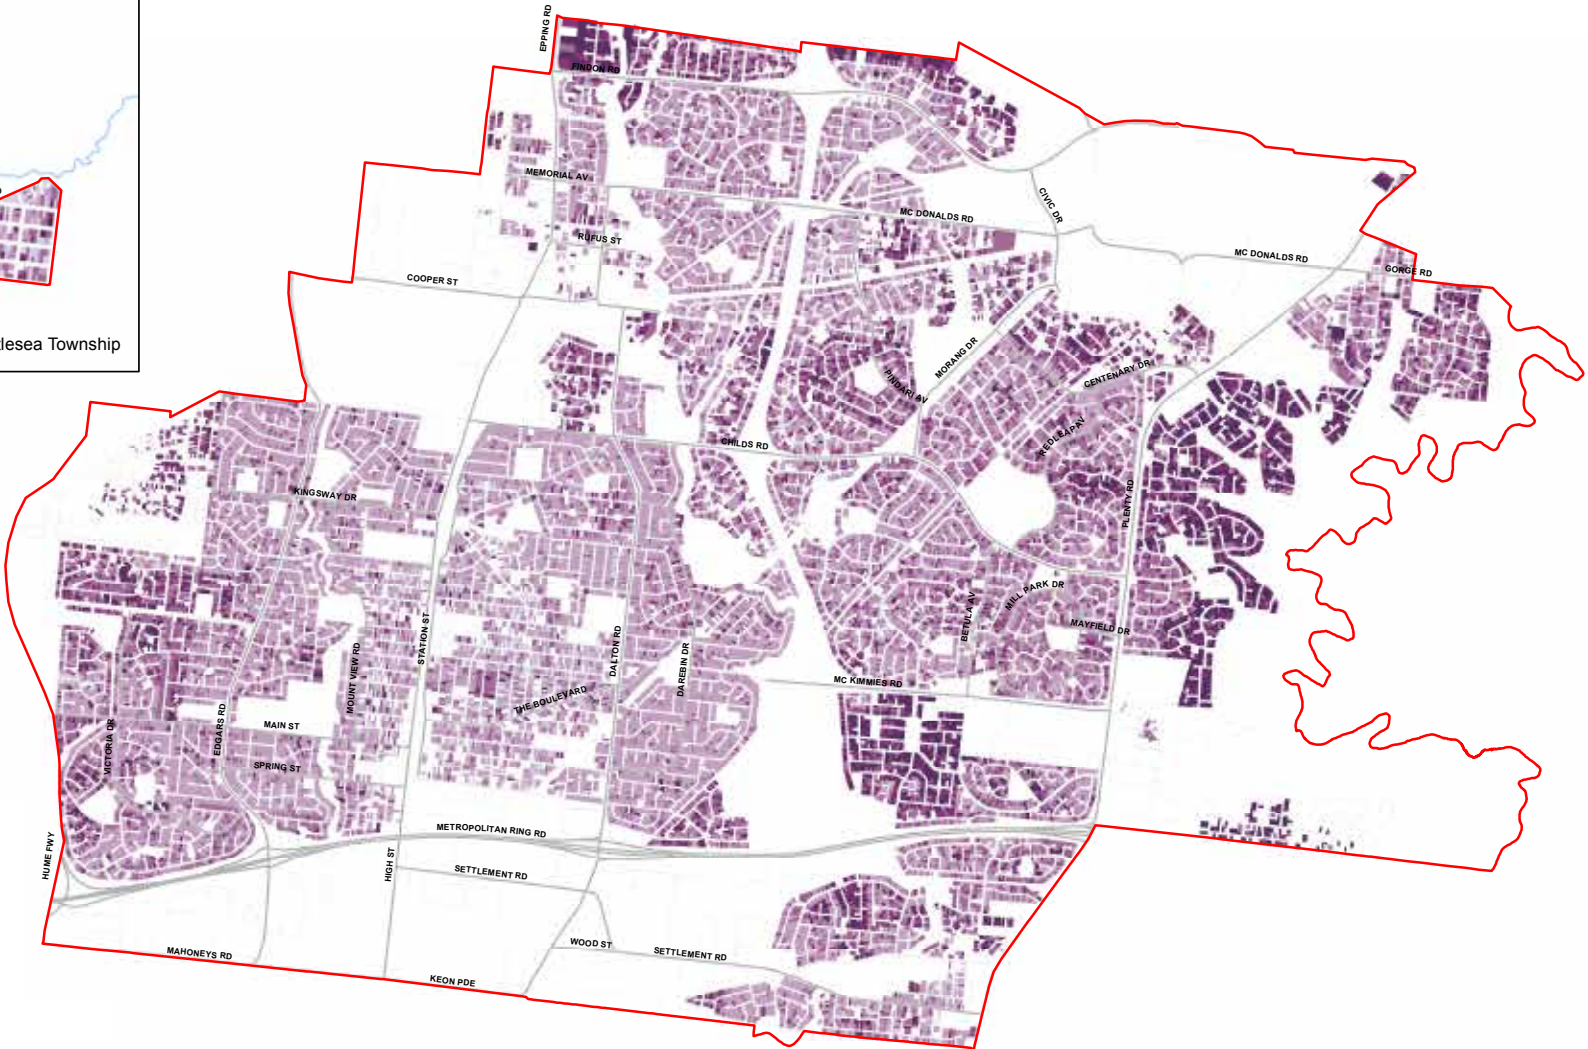 EPPING RD
FINDON RD
MEMORIAL AV
CIVIC DR
MC DONALDS RD
RUFUS ST
MC DONALDS RD
GORGE RD
COOPER ST
tlesea Township
MORANG DR
PINDARI AV
CENTENARY DR
REDLEAP AV
CHILDS RD
KINGSWAY DR
PLENTY RD
MILL PARK DR
BETULA AV
MAYFIELD DR
STATION ST
DALTON RD
DAREBIN DR
MOUNT VIEW RD
MC KIMMIES RD
THE BOULEVARD
EDGARS RD
MAIN ST
VICTORIA DR
SPRING ST
METROPOLITAN RING RD
HUME FWY
HIGH ST
SETTLEMENT RD
WOOD ST
SETTLEMENT RD
MAHONEYS RD
KEON PDE